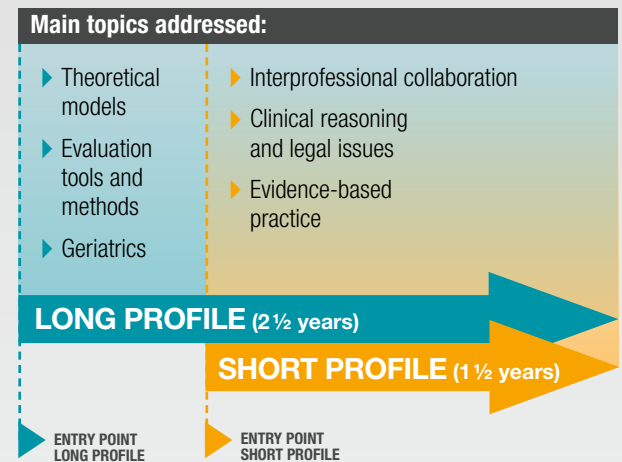 Main topics addressed:
Theoretical
models
Evaluation
tools and
methods
Geriatrics
Interprofessional collaboration
Clinical reasoning
and legal issues
Evidence-based
practice
LONG PROFILE (2 ½ years)
SHORT PROFILE (1 ½ years)
ENTRY POINT
LONG PROFILE
ENTRY POINT
SHORT PROFILE